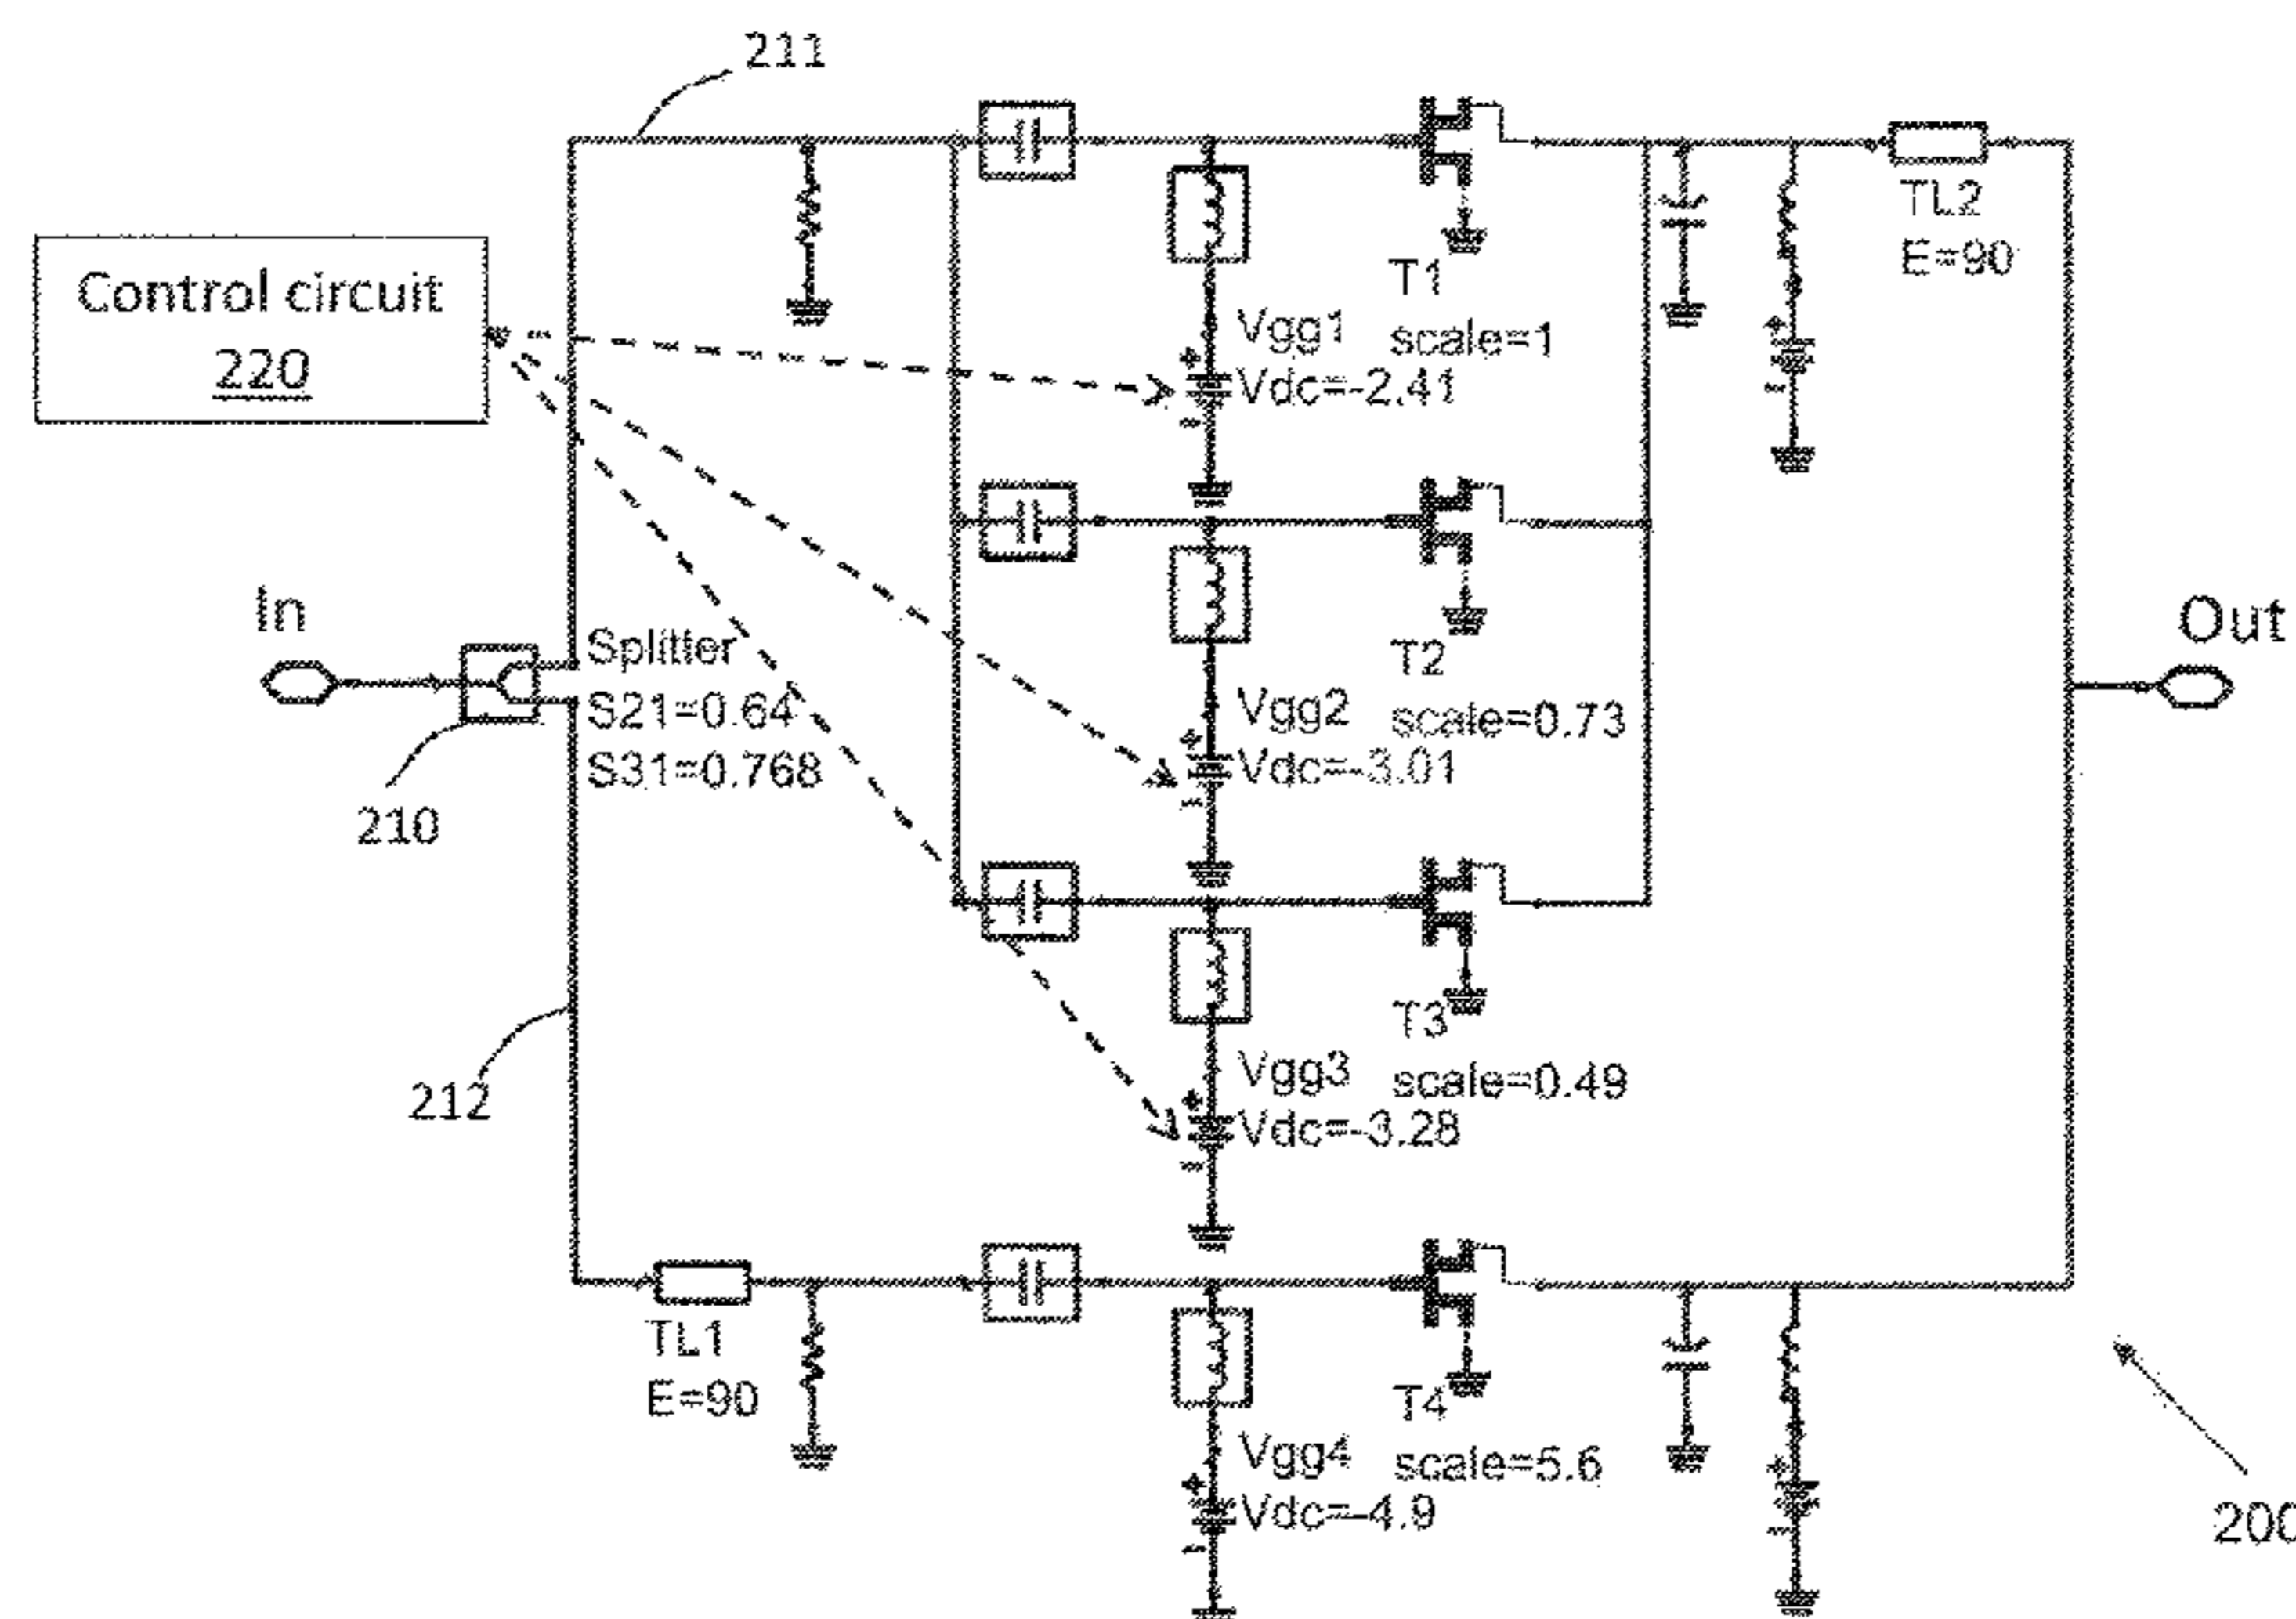 211
Control circuit
220
TL2
E=90
T1
scale=1
Vgg1
Vdc=-2.41
In
Splitter
S21=0.64
S31=0.768
210
T2
scale=0.73
Vgg2
Vdc=-3.01
Out
212
T3
scale=0.49
Vgg3
Vdc=-3.28
TL1
E=90
T4
scale=5.6
Vgg4
Vdc=-4.9
200